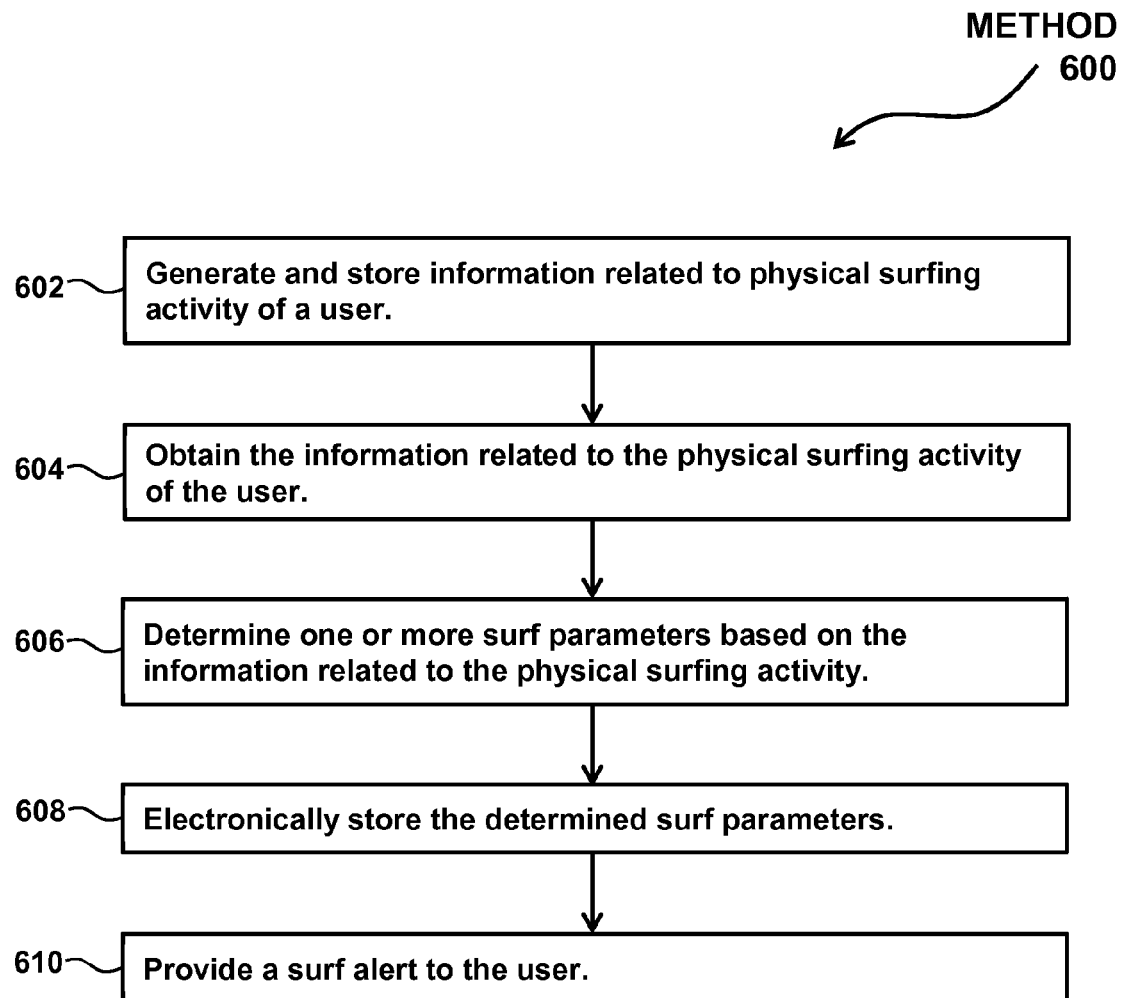 METHOD
600
602
Generate and store information related to physical surfing
activity of a user.
604
Obtain the information related to the physical surfing activity
of the user.
606
Determine one or more surf parameters based on the
information related to the physical surfing activity.
608
Electronically store the determined surf parameters.
610
Provide a surf alert to the user.